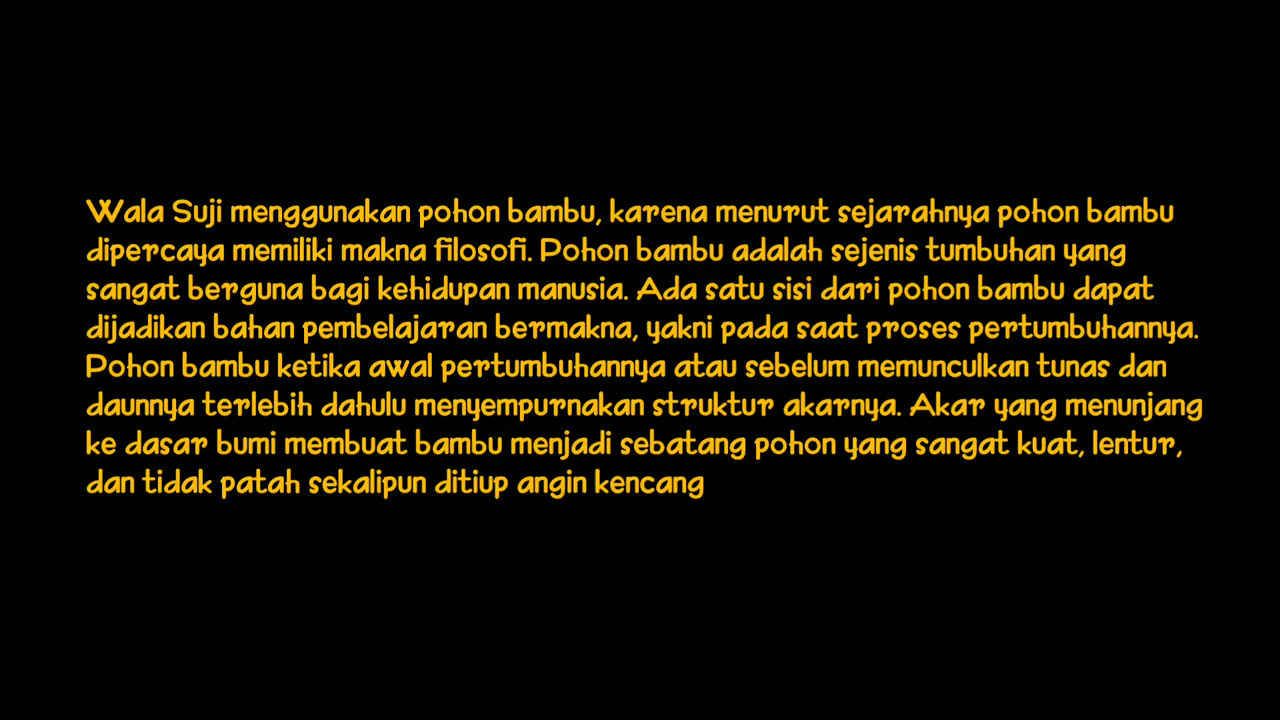 Wala Suji menggunakan pohon bambu, karena menurut sejarahnya pohon bambu
dipercaya memiliki makna filosofi. Pohon bambu adalah sejenis tumbuhan yang
sangat berguna bagi kehidupan manusia. Ada satu sisi dari pohon bambu dapat
dijadikan bahan pembelajaran bermakna, yakni pada saat proses pertumbuhannya.
Pohon bambu ketika awal pertumbuhannya atau sebelum memunculkan tunas dan
daunnya terlebih dahulu menyempurnakan struktur akarnya. Akar yang menunjang
ke dasar bumi membuat bambu menjadi sebatang pohon yang sangat kuat, lentur,
dan tidak patah sekalipun ditiup angin kencang